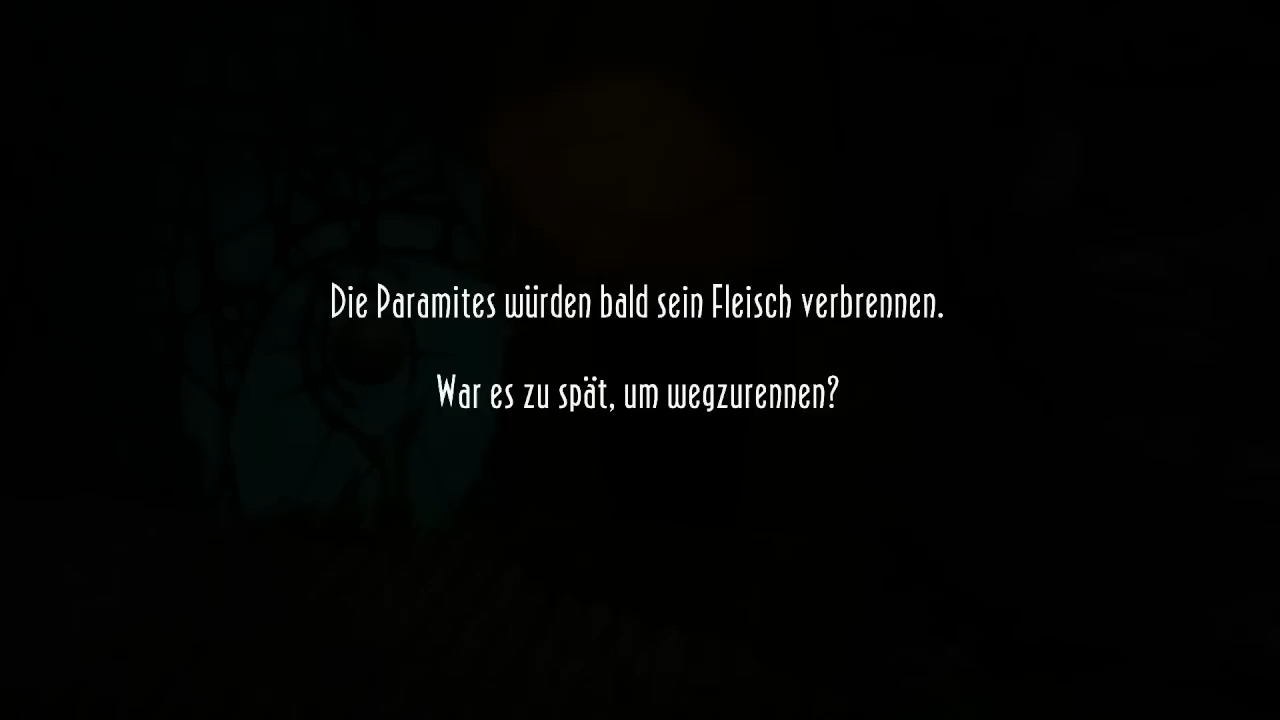 Die Paramites würden bald sein Fleisch verbrennen.
War es zu spät, um wegzurennen?